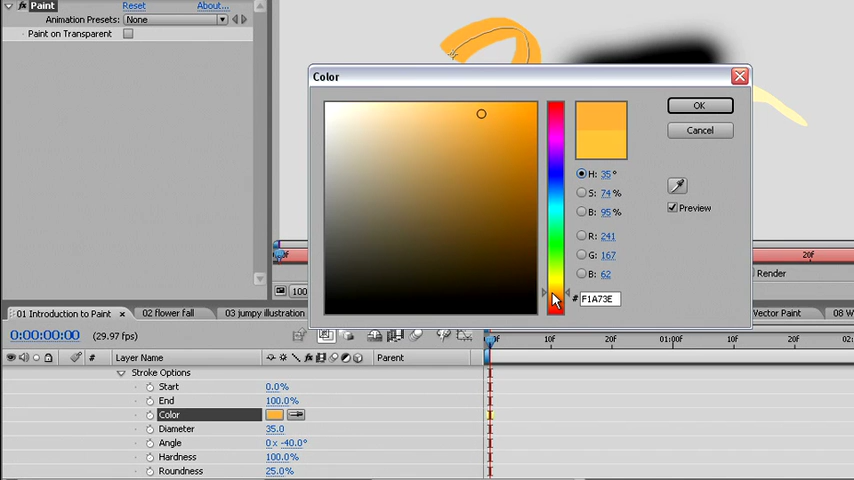 Paint Reset About...
Animation Presets: None
Paint on Transparent
Color
OK
Cancel
H: 35 °
S: 74 %
Preview
B: 95 %
R: 241
G: 167
B: 62
# F1A73E
20f
100
Render
01 Introduction to Paint × 02 flower fall 03 jumpy illustration Vector Paint 02 W
0:00:00:00 (29.97 fps)
# Layer Name Parent
10f 20f 01:00f 10f 20f 02:
Stroke Options
Start 0.0%
End 100.0%
Color
Diameter 35.0
Angle 0 x -40.0°
Hardness 100.0%
Roundness 25.0%